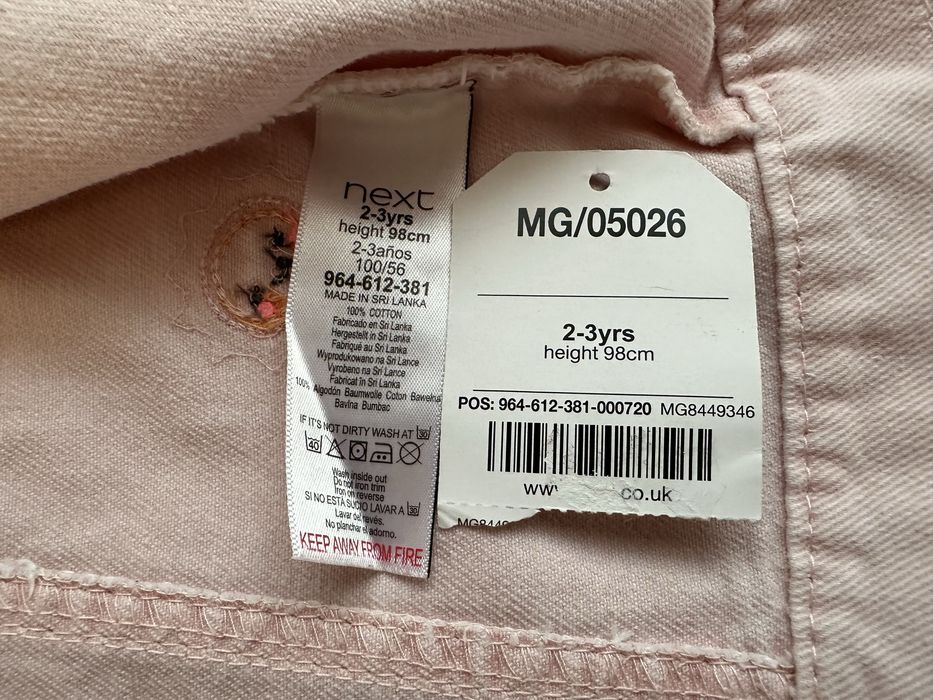 next
2-3yrs
height 98cm
2-3años
100/56
964-612-381
MADE IN SRI LANKA
100% COTTON
Fabricado en Sri Lanka
Hergestellt in Sri Lanka
Fabriqué au Sri Lanka
Wyprodukowano na Sri Lance
Vyrobeno na Sri Lance
Fabricat în Sri Lanka
100% Algodón Baumwolle Coton Bawełna
Bavlna Bumbac
IF IT'S NOT DIRTY WASH AT 30
40
Wash inside out
Do not iron trim
Iron on reverse
SI NO ESTÁ SUCIO LAVAR A 30
Lavar del revés.
No planchar el adorno.
KEEP AWAY FROM FIRE
MG/05026
2-3yrs
height 98cm
POS: 964-612-381-000720 MG8449346
co.uk